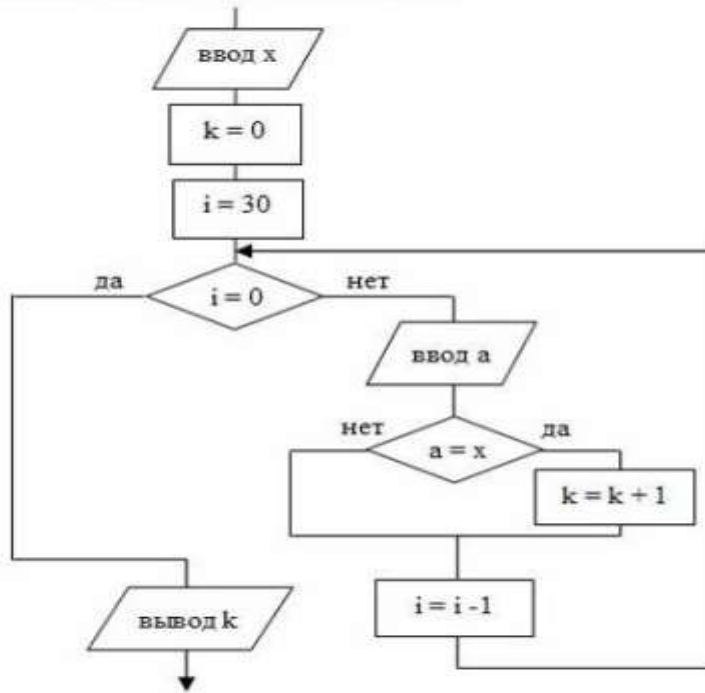 ввод x
k = 0
i = 30
да
i = 0
нет
ввод a
нет
a = x
да
k = k + 1
i = i -1
вывод k